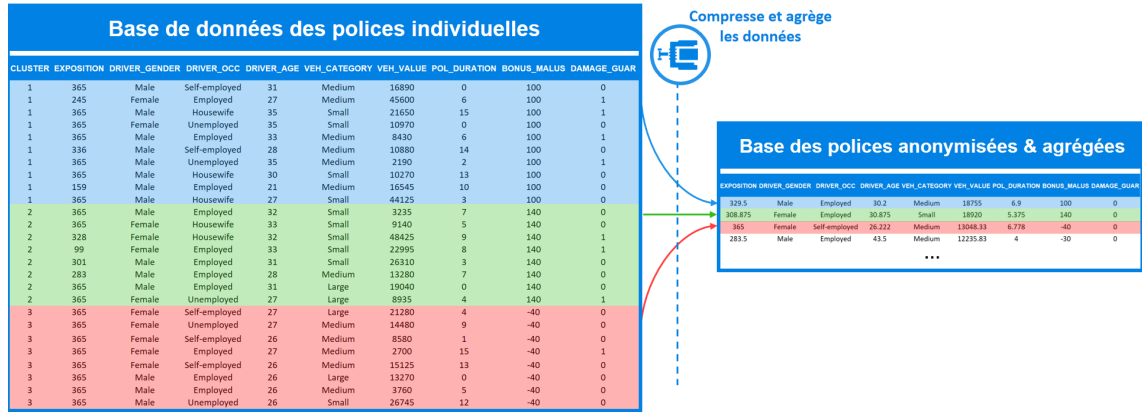 Compresse et agrège
les données
Base de données des polices individuelles
CLUSTER EXPOSITION DRIVER_GENDER DRIVER_OCC DRIVER_AGE VEH_CATEGORY VEH_VALUE POL_DURATION BONUS_MALUS DAMAGE_GUAR
1 365 Male Self-employed 31 Medium 16890 0 100 0
1 245 Female Employed 27 Medium 45600 6 100 1
1 365 Male Housewife 35 Small 21650 15 100 1
1 365 Female Unemployed 35 Small 10970 0 100 0
1 365 Male Employed 33 Medium 8430 6 100 1
1 336 Male Self-employed 28 Medium 10880 14 100 0
1 365 Male Unemployed 35 Medium 2190 2 100 1
1 365 Male Housewife 30 Small 10270 13 100 0
1 159 Male Employed 21 Medium 16545 10 100 0
1 365 Male Housewife 27 Small 44125 3 100 0
2 365 Male Employed 32 Small 3235 7 140 0
2 365 Female Housewife 33 Small 9140 5 140 0
2 328 Female Housewife 32 Small 48425 9 140 1
2 99 Female Employed 33 Small 22995 8 140 1
2 301 Male Employed 31 Small 26310 3 140 0
2 283 Male Employed 28 Medium 13280 7 140 0
2 365 Male Employed 31 Large 19040 0 140 0
2 365 Female Unemployed 27 Large 8935 4 140 1
3 365 Female Self-employed 27 Large 21280 4 -40 0
3 365 Female Unemployed 27 Medium 14480 9 -40 0
3 365 Female Self-employed 26 Medium 8580 1 -40 0
3 365 Female Employed 27 Medium 2700 15 -40 1
3 365 Female Self-employed 26 Medium 15125 13 -40 0
3 365 Male Employed 26 Large 13270 0 -40 0
3 365 Male Employed 26 Medium 3760 5 -40 0
3 365 Male Unemployed 26 Small 26745 12 -40 0
Base des polices anonymisées & agrégées
EXPOSITION DRIVER_GENDER DRIVER_OCC DRIVER_AGE VEH_CATEGORY VEH_VALUE POL_DURATION BONUS_MALUS DAMAGE_GUAR
329.5 Male Employed 30.2 Medium 18755 6.9 100 0
308.875 Female Employed 30.875 Small 18920 5.375 140 0
365 Female Self-employed 26.222 Medium 13048.33 6.778 -40 0
283.5 Male Employed 43.5 Medium 12235.83 4 -30 0
...